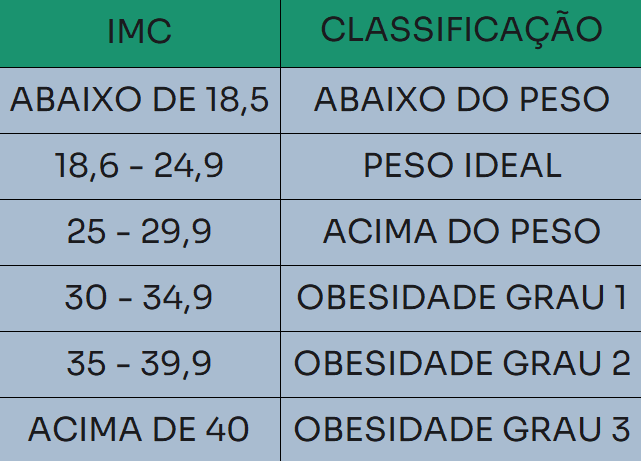 IMC CLASSIFICAÇÃO
ABAIXO DE 18,5 ABAIXO DO PESO
18,6 - 24,9 PESO IDEAL
25 - 29,9 ACIMA DO PESO
30 - 34,9 OBESIDADE GRAU 1
35 - 39,9 OBESIDADE GRAU 2
ACIMA DE 40 OBESIDADE GRAU 3